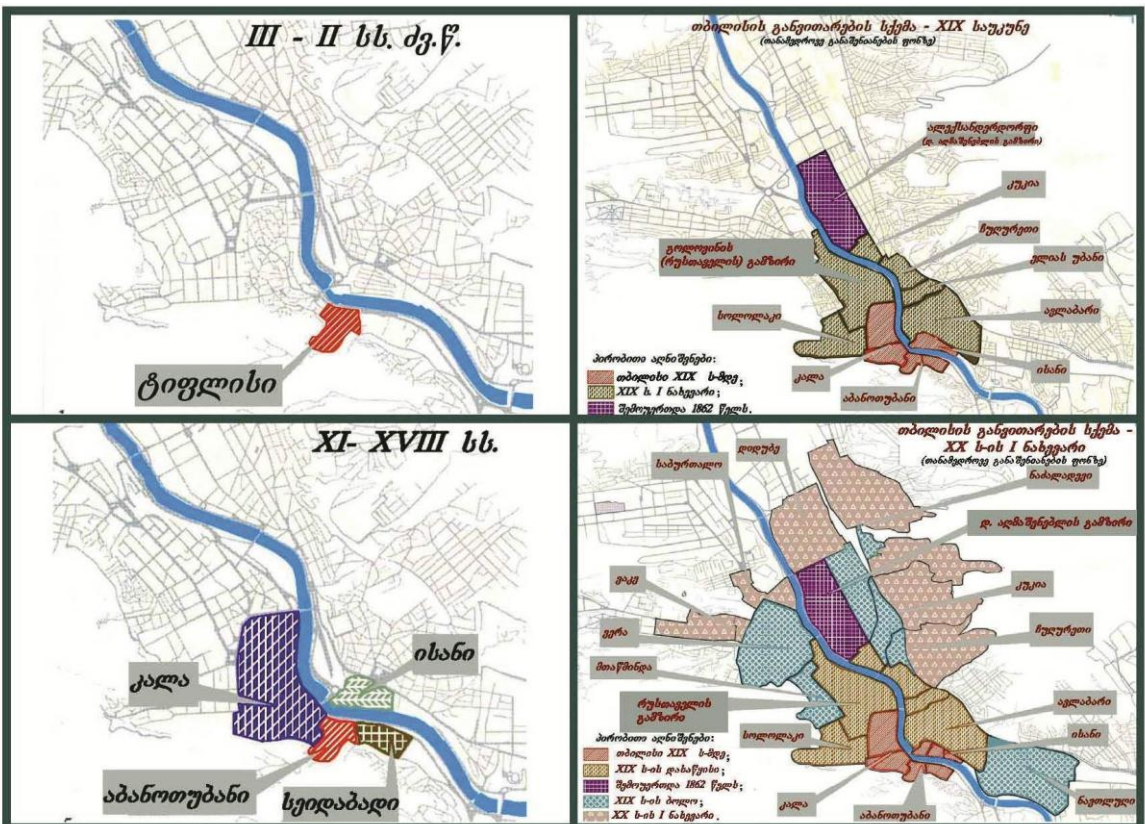 III - II სს. ძვ.წ.
ტიფლისი
თბილისის განვითარების სქემა - XIX საუკუნე
(თანამედროვე განაშენიანების ფონზე)
ალექსანდერდორფი
(დ. აღმაშენებლის გამზირი)
კუკია
ჩუღურეთი
გოლოვინის
(რუსთაველის) გამზირი
ელიას უბანი
ავლაბარი
სოლოლაკი
ისანი
კალა
აბანოთუბანი
პირობითი აღნიშვნები:
თბილისი XIX ს-მდე;
XIX ს. I ნახევარი;
შემოუერთდა 1862 წელს.
XI- XVIII სს.
ისანი
კალა
აბანოთუბანი
სეიდაბადი
თბილისის განვითარების სქემა -
XX ს-ის I ნახევარი
(თანამედროვე განაშენიანების ფონზე)
დიდუბე
საბურთალო
ნაძალადევი
დ. აღმაშენებლის გამზირი
ვაკე
კუკია
ვერა
ჩუღურეთი
მთაწმინდა
რუსთაველის
გამზირი
ავლაბარი
სოლოლაკი
ისანი
კალა
აბანოთუბანი
ნავთლუღი
პირობითი აღნიშვნები:
თბილისი XIX ს-მდე;
XIX ს-ის დასაწყისი;
შემოუერთდა 1862 წელს;
XIX ს-ის ბოლო;
XX ს-ის I ნახევარი.